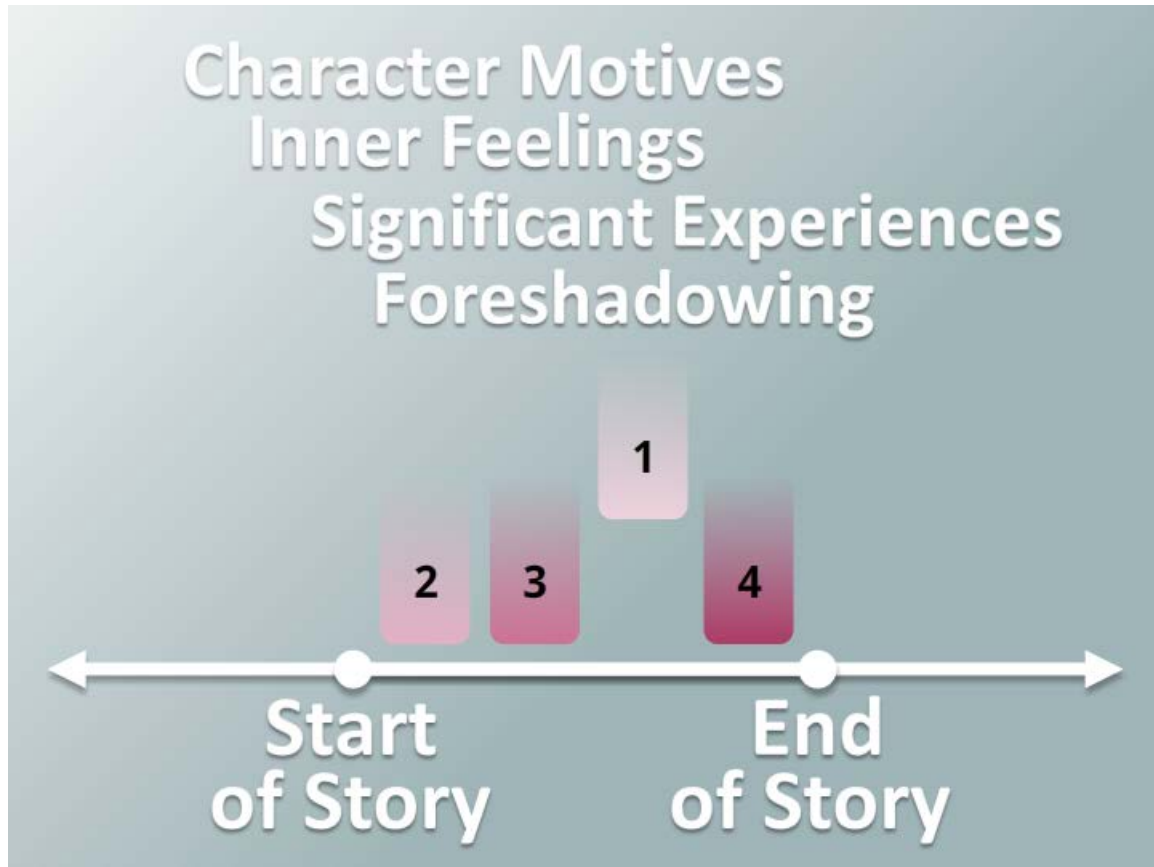 Character Motives
Inner Feelings
Significant Experiences
Foreshadowing
1
2 3 4
Start
of Story
End
of Story